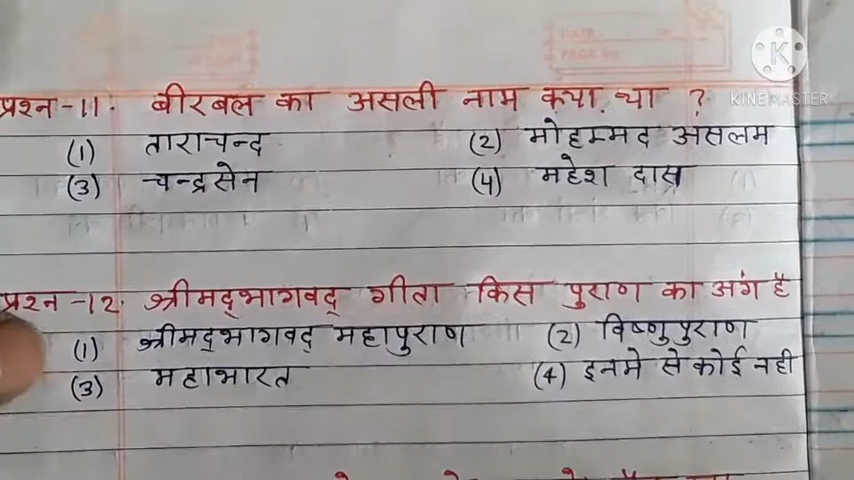 KINEMASTER
प्रश्न -11. बीरबल का असली नाम क्या था ?
(1) ताराचन्द (2) मोहम्मद असलम
(3) चन्द्रसेन (4) महेश दास
प्रश्न -12. श्रीमद्भागवद् गीता किस पुराण का अंग है
(1) श्रीमद्भागवद् महापुराण (2) विष्णुपुराण
(3) महाभारत (4) इनमे से कोई नही